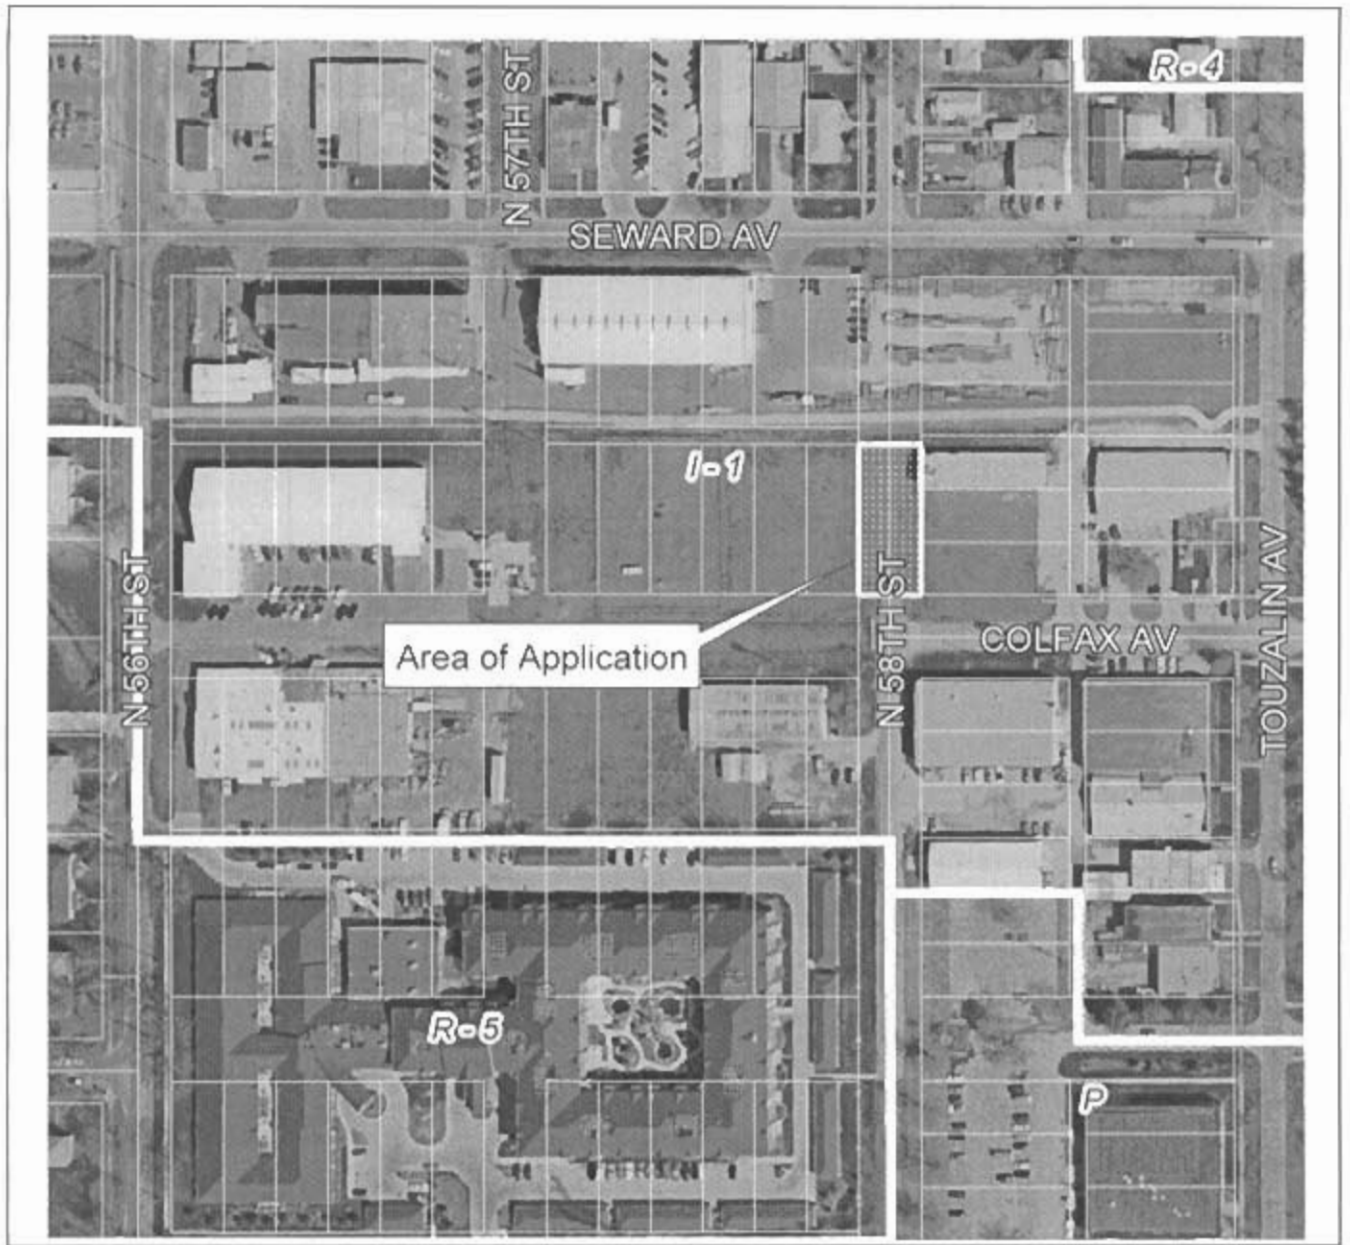 R-4
N 57TH ST
SEWARD AV
I-1
N 56TH ST
N 58TH ST
TOUZALIN AV
Area of Application
COLFAX AV
R-5
P